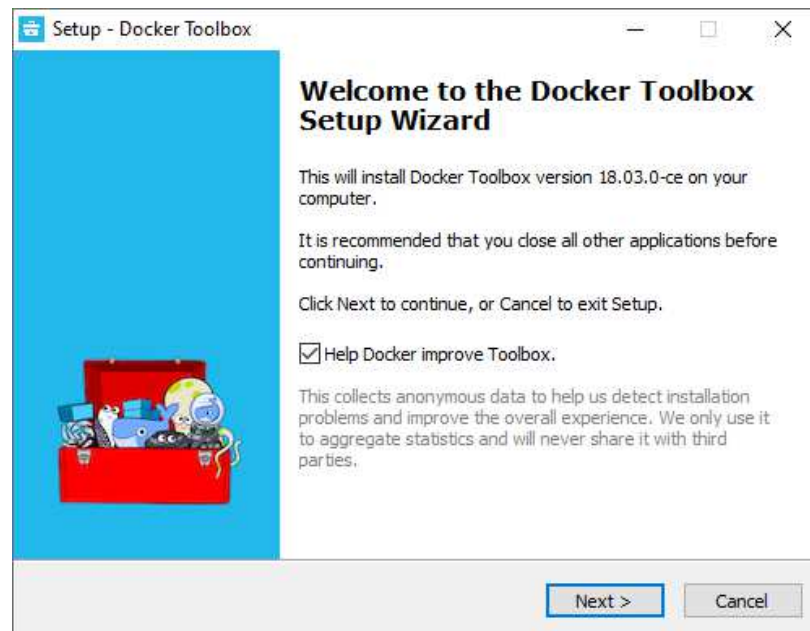 Setup - Docker Toolbox
Welcome to the Docker Toolbox
Setup Wizard
This will install Docker Toolbox version 18.03.0-ce on your
computer.
It is recommended that you close all other applications before
continuing.
Click Next to continue, or Cancel to exit Setup.
Help Docker improve Toolbox.
This collects anonymous data to help us detect installation
problems and improve the overall experience. We only use it
to aggregate statistics and will never share it with third
parties.
Next > Cancel